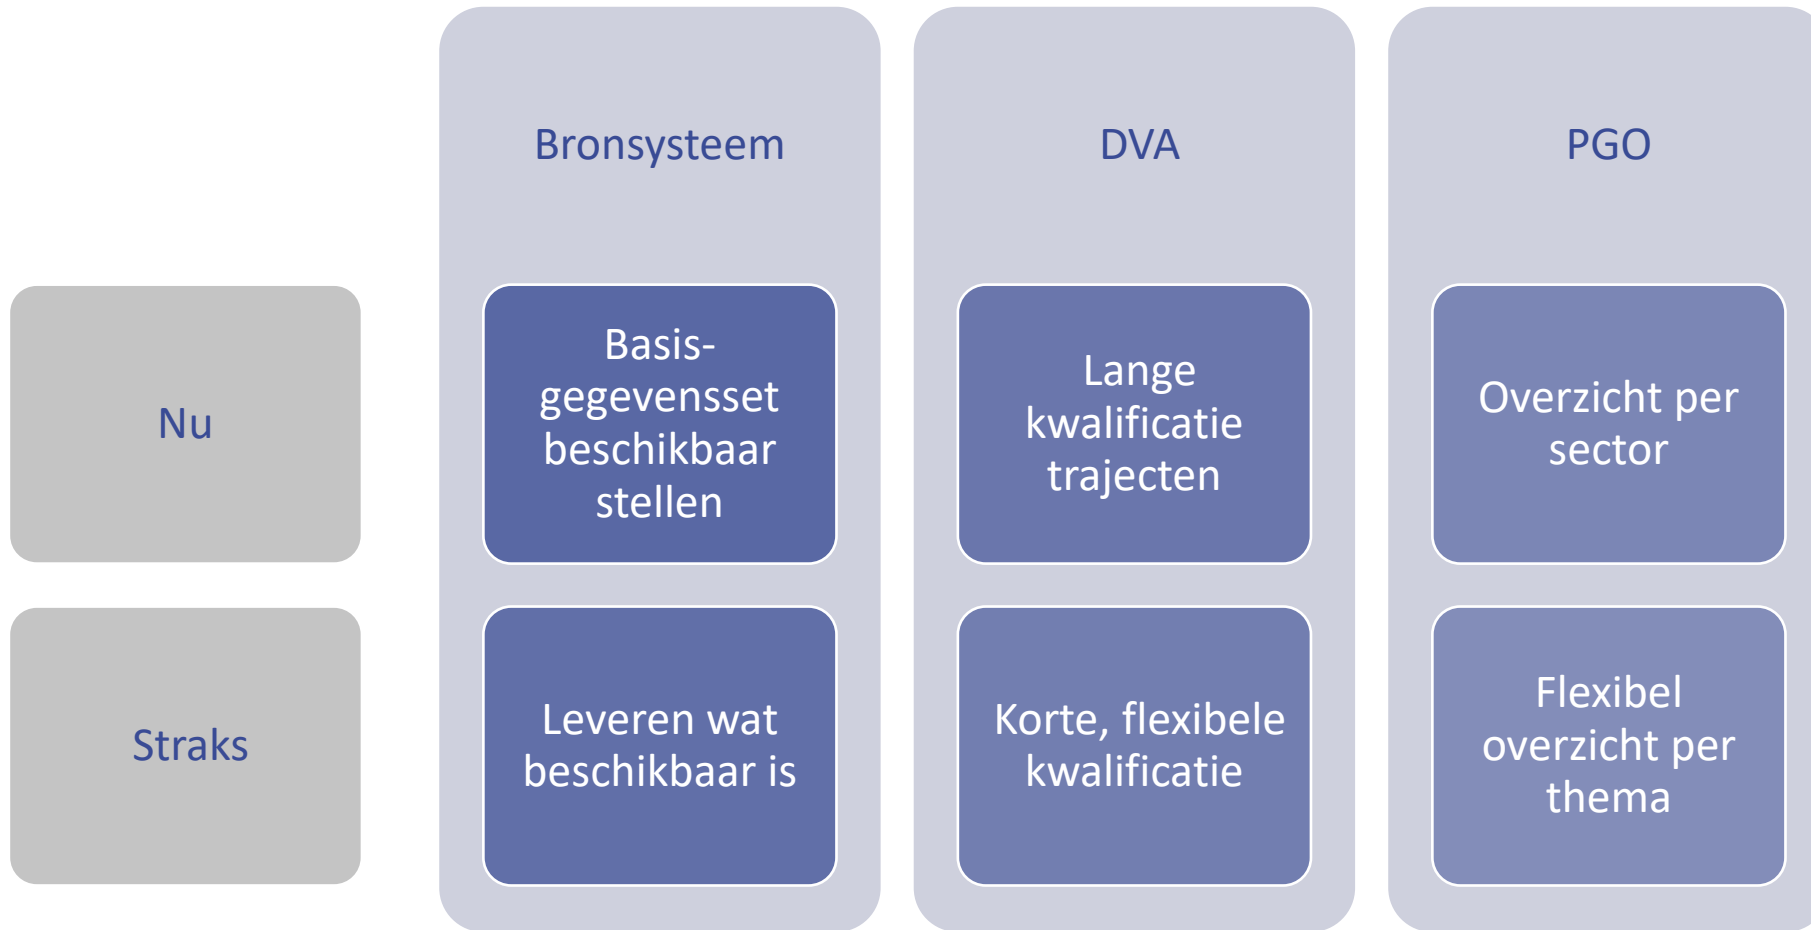 Bronsysteem
DVA
PGO
Nu
Basis-
gegevensset
beschikbaar
stellen
Lange
kwalificatie
trajecten
Overzicht per
sector
Straks
Leveren wat
beschikbaar is
Korte, flexibele
kwalificatie
Flexibel
overzicht per
thema